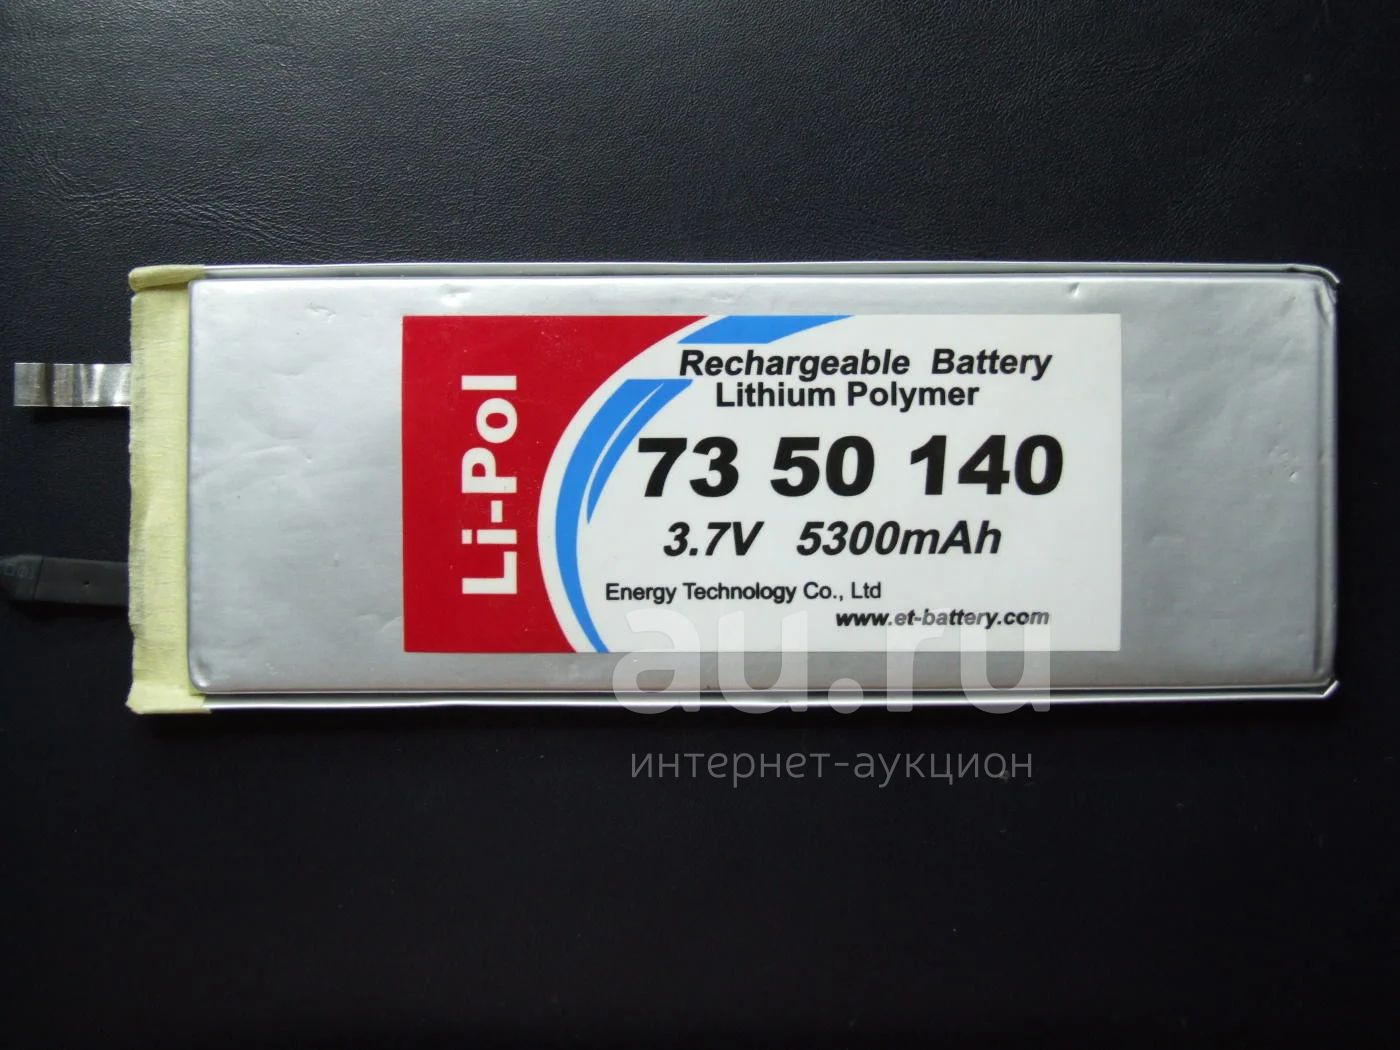 Li-Pol
Rechargeable Battery
Lithium Polymer
73 50 140
3.7V 5300mAh
Energy Technology Co., Ltd
www.et-battery.com
au.ru
интернет-аукцион